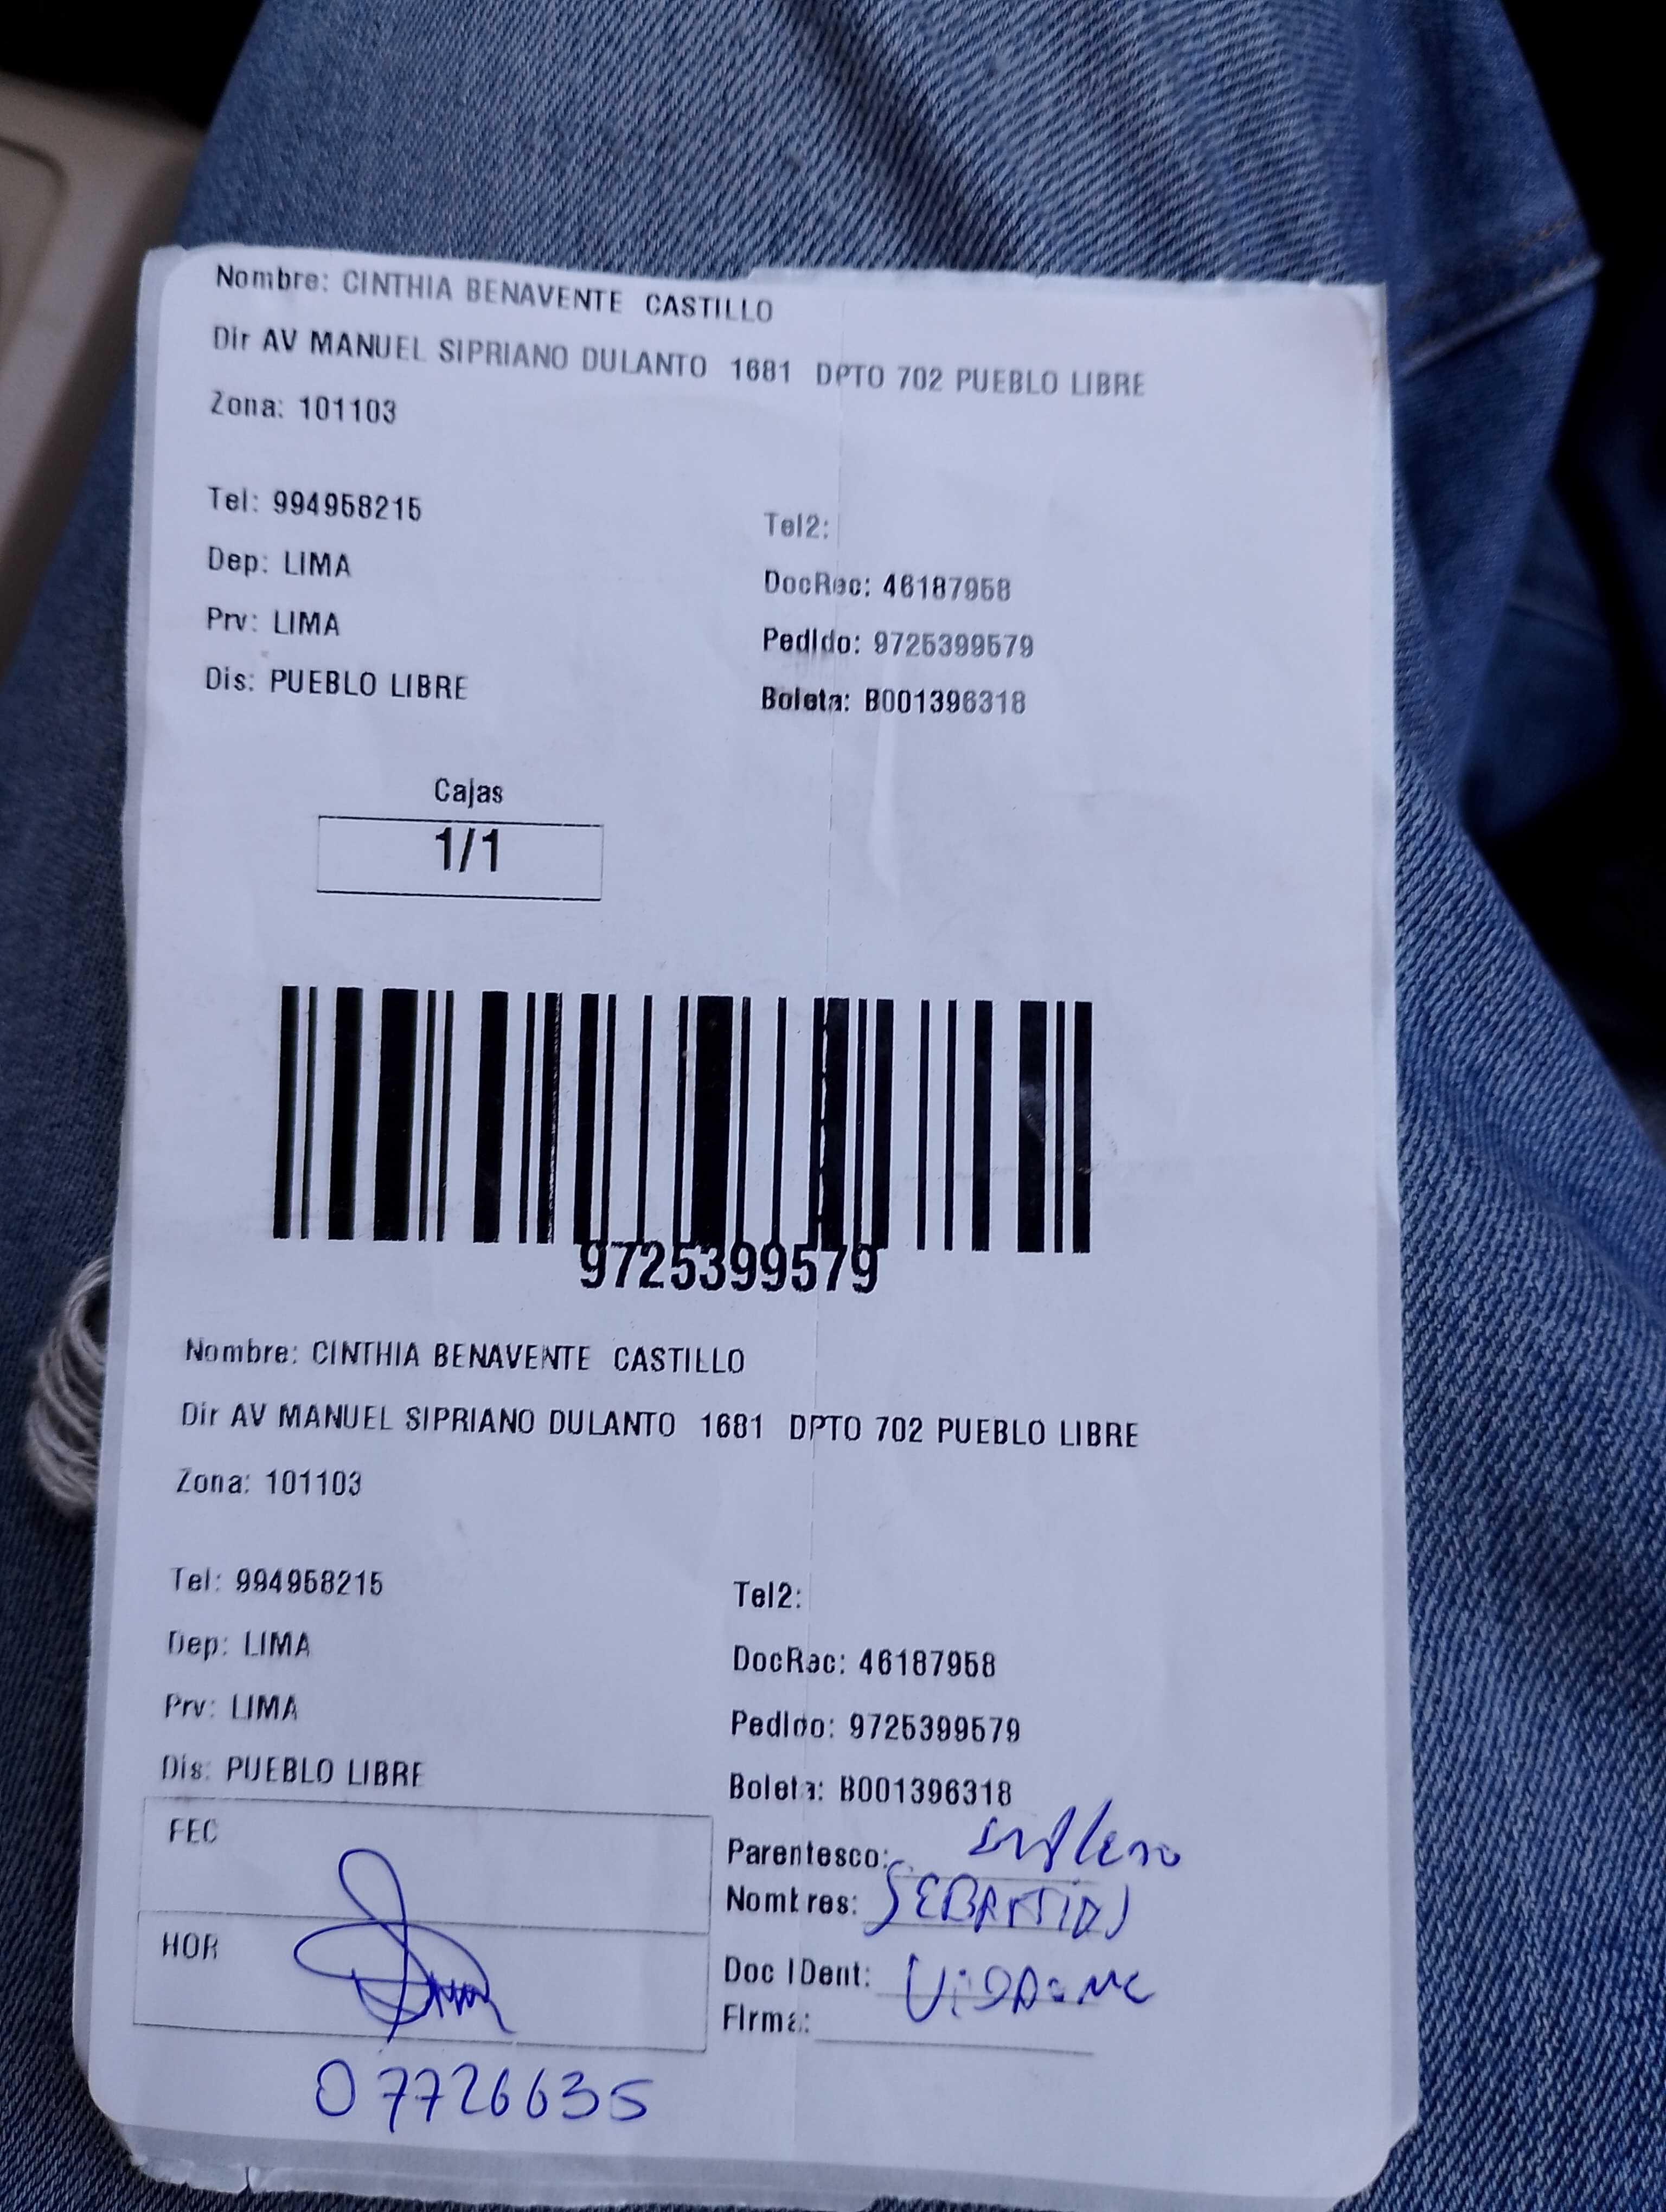 Nombre: CINTHIA BENAVENTE CASTILLO
Dir AV MANUEL SIPRIANO DULANTO 1681 DPTO 702 PUEBLO LIBRE
Zona: 101103
Tel: 994958215
Tel2:
Dep: LIMA
DocRec: 46187958
Prv: LIMA
Pedido: 9725399579
Dis: PUEBLO LIBRE
Boleta: B001396318
Cajas
1/1
9725399579
Nombre: CINTHIA BENAVENTE CASTILLO
Dir AV MANUEL SIPRIANO DULANTO 1681 DPTO 702 PUEBLO LIBRE
Zona: 101103
Tel: 994958215
Tel2:
Dep: LIMA
DocRec: 46187958
Prv: LIMA
Pedido: 9725399579
Dis: PUEBLO LIBRE
Boleta: B001396318
FEC
Parentesco:
Nombres: SEBASTIAN
HOR
Doc IDent:
Firma:
07726635